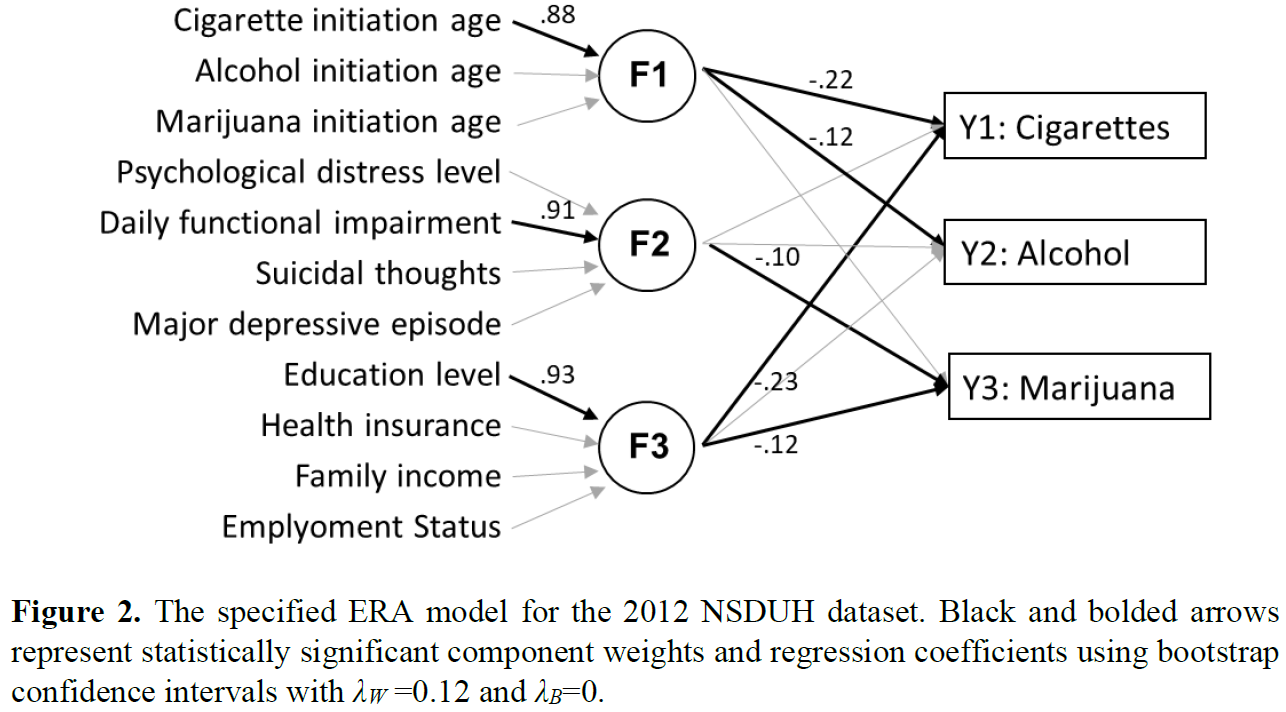 Cigarette initiation age
.88
Alcohol initiation age
Marijuana initiation age
F1
Psychological distress level
Daily functional impairment
.91
Suicidal thoughts
Major depressive episode
F2
Education level
.93
Health insurance
Family income
Emplyoment Status
F3
-.22
-.12
-.10
-.23
-.12
Y1: Cigarettes
Y2: Alcohol
Y3: Marijuana
Figure 2. The specified ERA model for the 2012 NSDUH dataset. Black and bolded arrows
represent statistically significant component weights and regression coefficients using bootstrap
confidence intervals with λW =0.12 and λB=0.